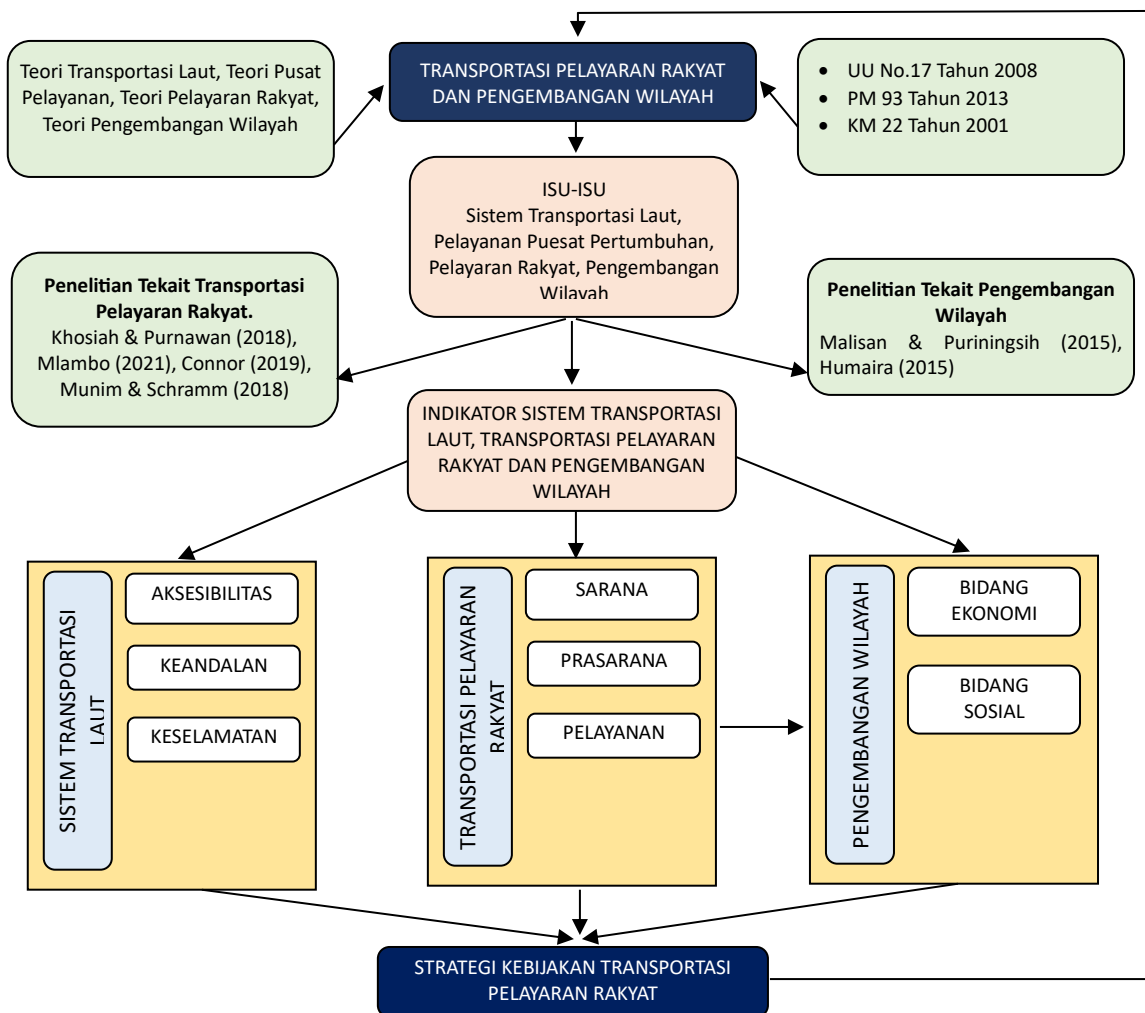 Teori Transportasi Laut, Teori Pusat
Pelayanan, Teori Pelayaran Rakyat,
Teori Pengembangan Wilayah
TRANSPORTASI PELAYARAN RAKYAT
DAN PENGEMBANGAN WILAYAH
• UU No.17 Tahun 2008
• PM 93 Tahun 2013
• KM 22 Tahun 2001
ISU-ISU
Sistem Transportasi Laut,
Pelayanan Puesat Pertumbuhan,
Pelayaran Rakyat, Pengembangan
Wilayah
Penelitian Tekait Transportasi
Pelayaran Rakyat.
Khosiah & Purnawan (2018),
Mlambo (2021), Connor (2019),
Munim & Schramm (2018)
Penelitian Tekait Pengembangan
Wilayah
Malisan & Puriningsih (2015),
Humaira (2015)
INDIKATOR SISTEM TRANSPORTASI
LAUT, TRANSPORTASI PELAYARAN
RAKYAT DAN PENGEMBANGAN
WILAYAH
SISTEM TRANSPORTASI
LAUT
AKSESIBILITAS
KEANDALAN
KESELAMATAN
TRANSPORTASI PELAYARAN
RAKYAT
SARANA
PRASARANA
PELAYANAN
PENGEMBANGAN WILAYAH
BIDANG
EKONOMI
BIDANG
SOSIAL
STRATEGI KEBIJAKAN TRANSPORTASI
PELAYARAN RAKYAT